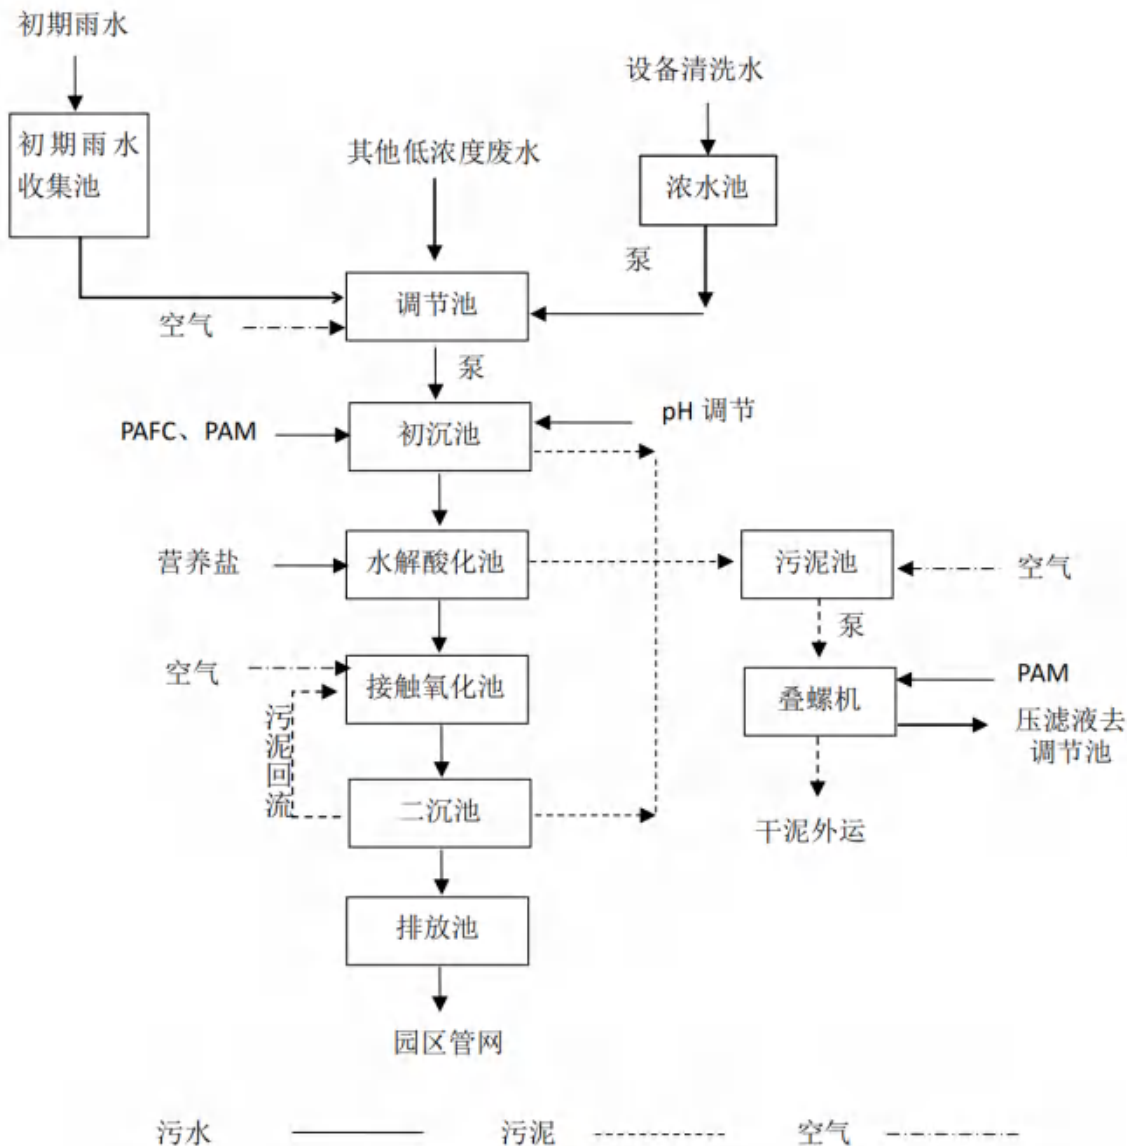 初期雨水
设备清洗水
初期雨水
收集池
其他低浓度废水
浓水池
泵
调节池
空气
泵
pH 调节
PAFC、PAM
初沉池
营养盐
水解酸化池
污泥池
空气
泵
空气
接触氧化池
PAM
叠螺机
压滤液去
调节池
污泥回流
二沉池
干泥外运
排放池
园区管网
污水
污泥
空气